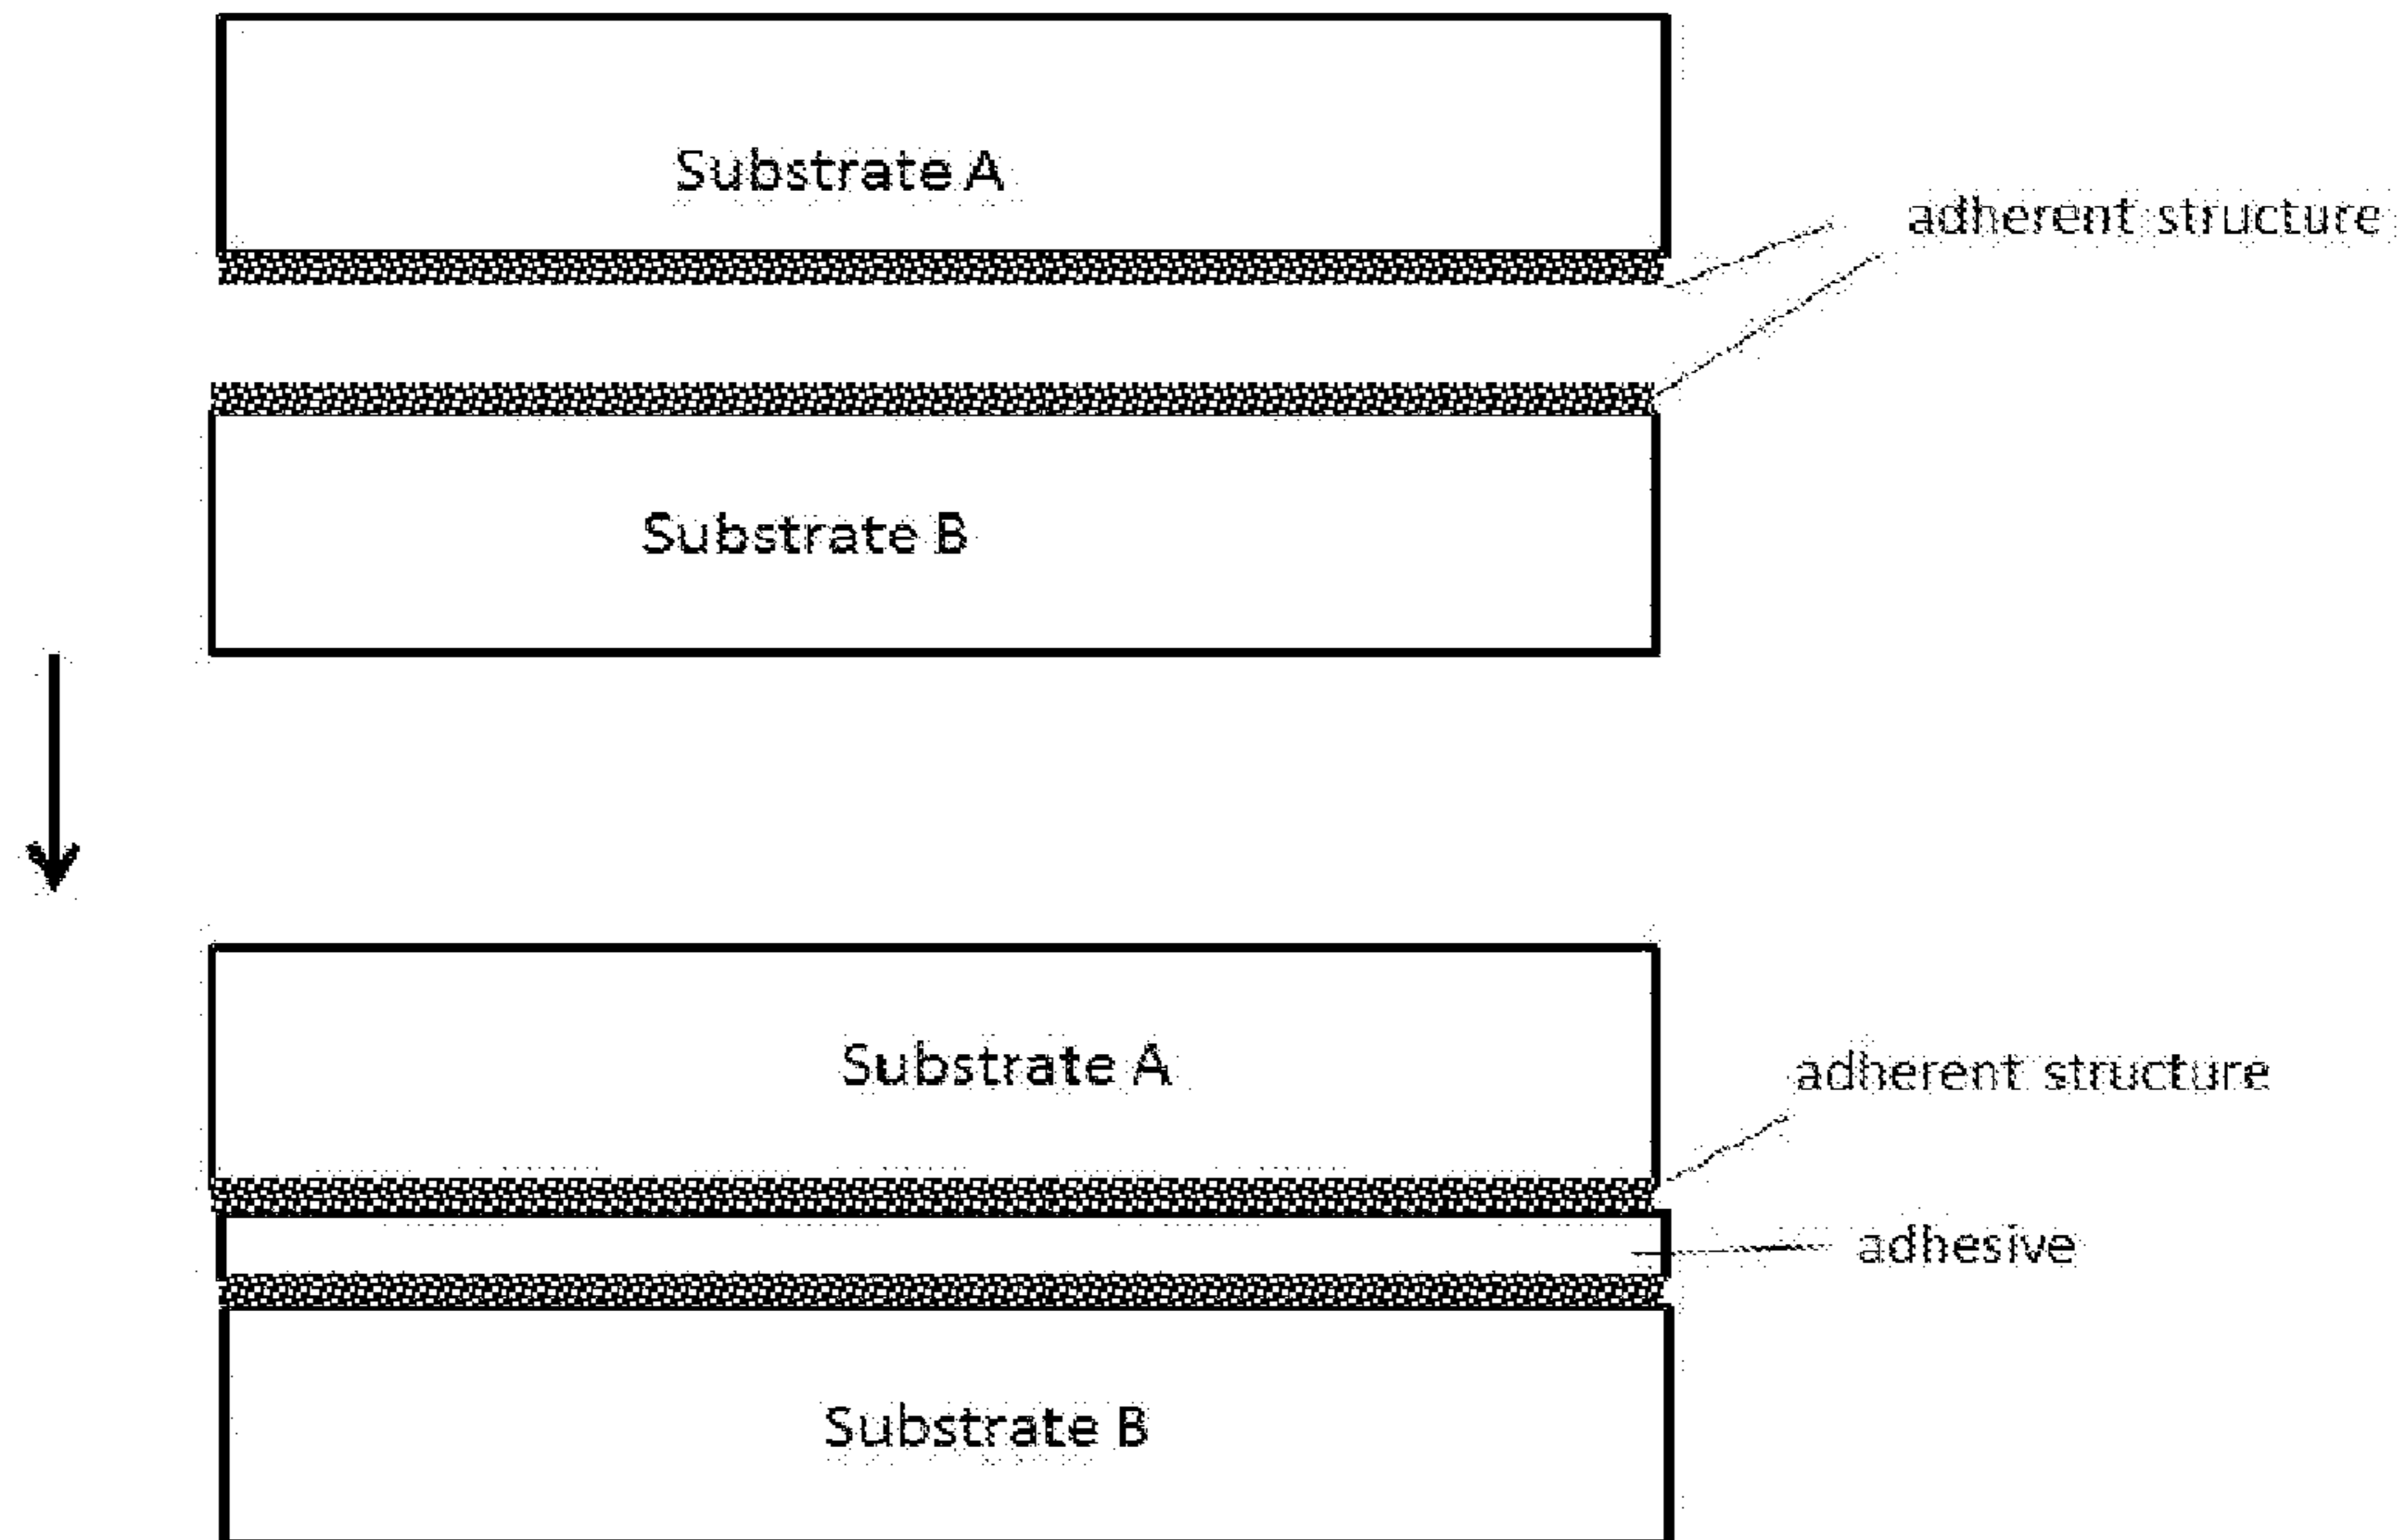 Substrate A
adherent structure
Substrate B
Substrate A
adherent structure
adhesive
Substrate B